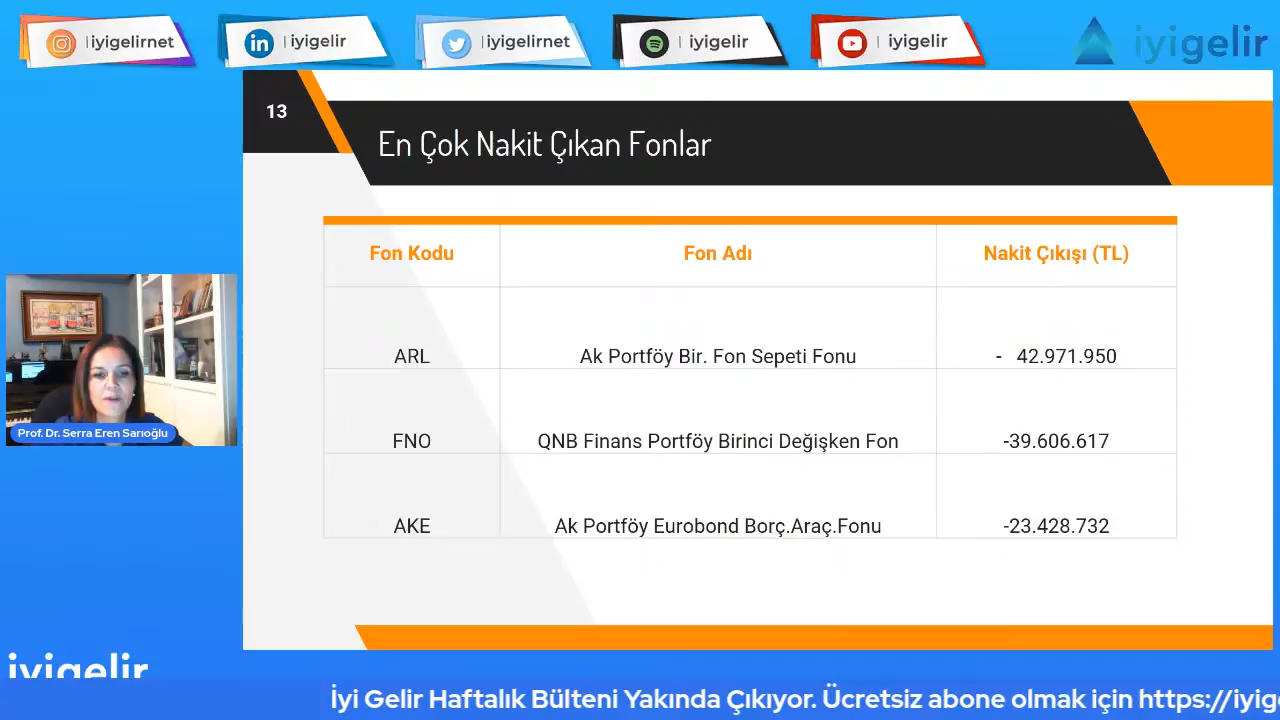 iyigelirnet
iyigelir
iyigelirnet
iyigelir
iyigelir
iyigelir
13
En Çok Nakit Çıkan Fonlar
Fon Kodu Fon Adı Nakit Çıkışı (TL)
ARL Ak Portföy Bir. Fon Sepeti Fonu - 42.971.950
FNO QNB Finans Portföy Birinci Değişken Fon -39.606.617
AKE Ak Portföy Eurobond Borç.Araç.Fonu -23.428.732
Prof. Dr. Serra Eren Sarıoğlu
iyigelir
İyi Gelir Haftalık Bülteni Yakında Çıkıyor. Ücretsiz abone olmak için https://iyige